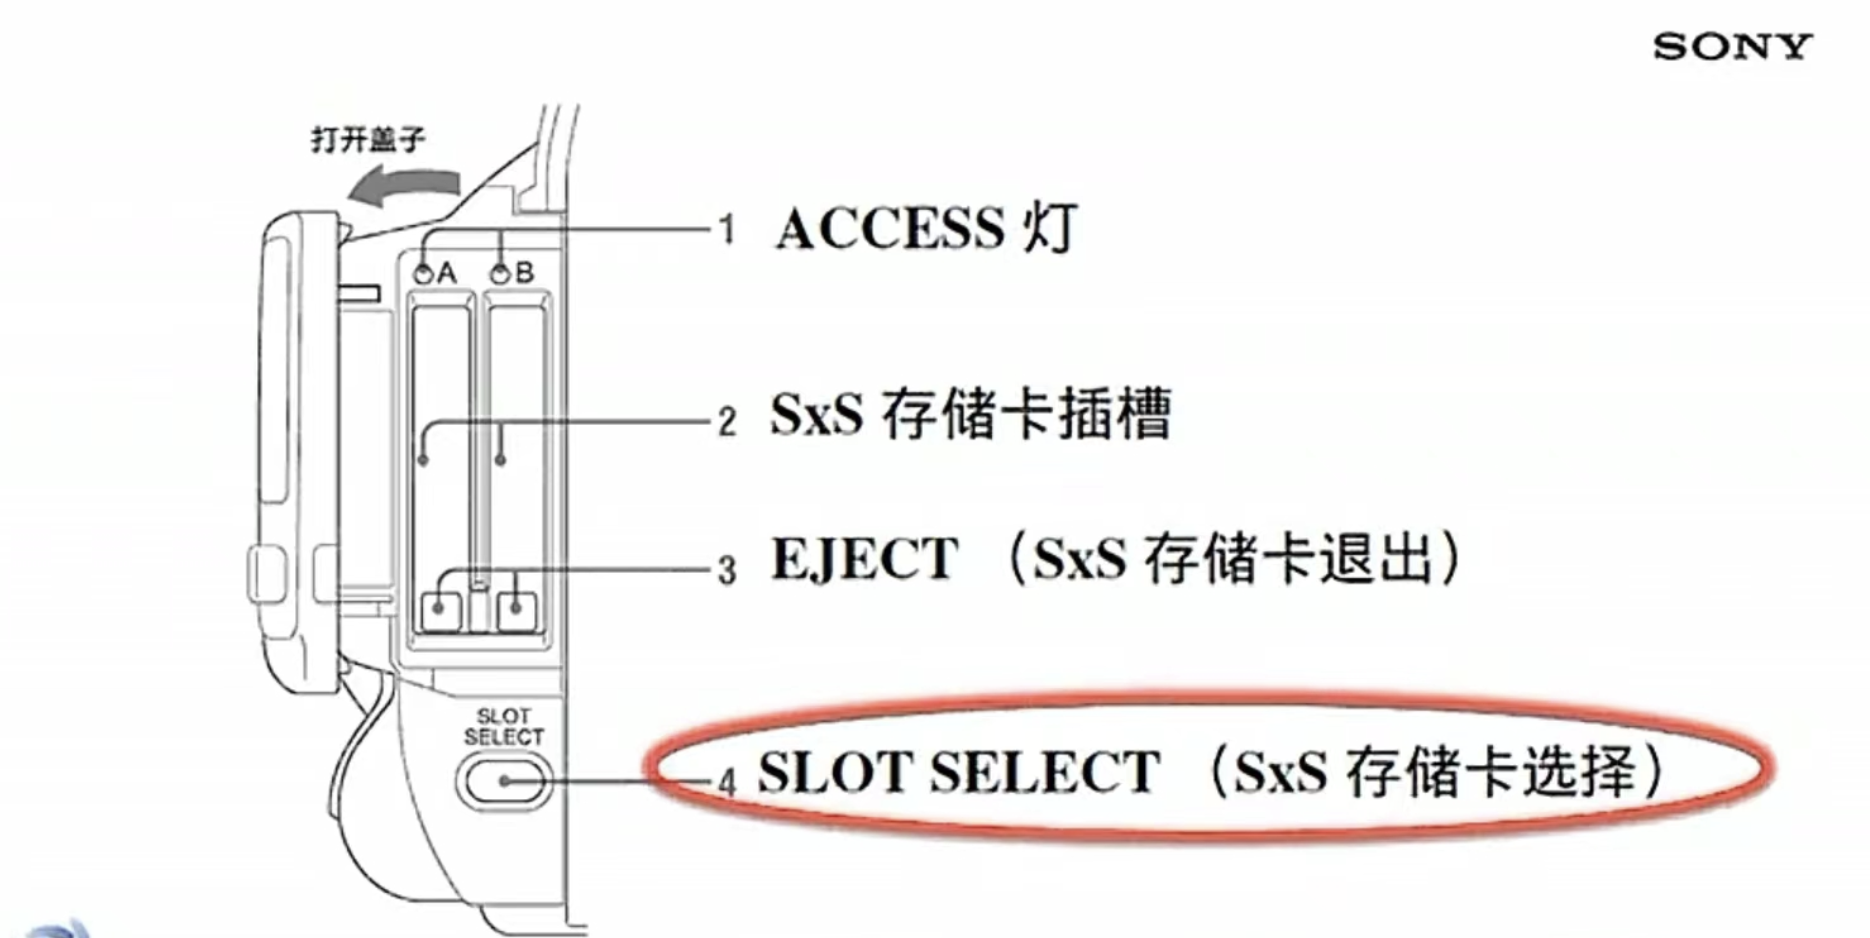 SONY
打开盖子
1 ACCESS 灯
A B
2 SxS 存储卡插槽
3 EJECT （SxS 存储卡退出）
SLOT
SELECT
4 SLOT SELECT （SxS 存储卡选择）